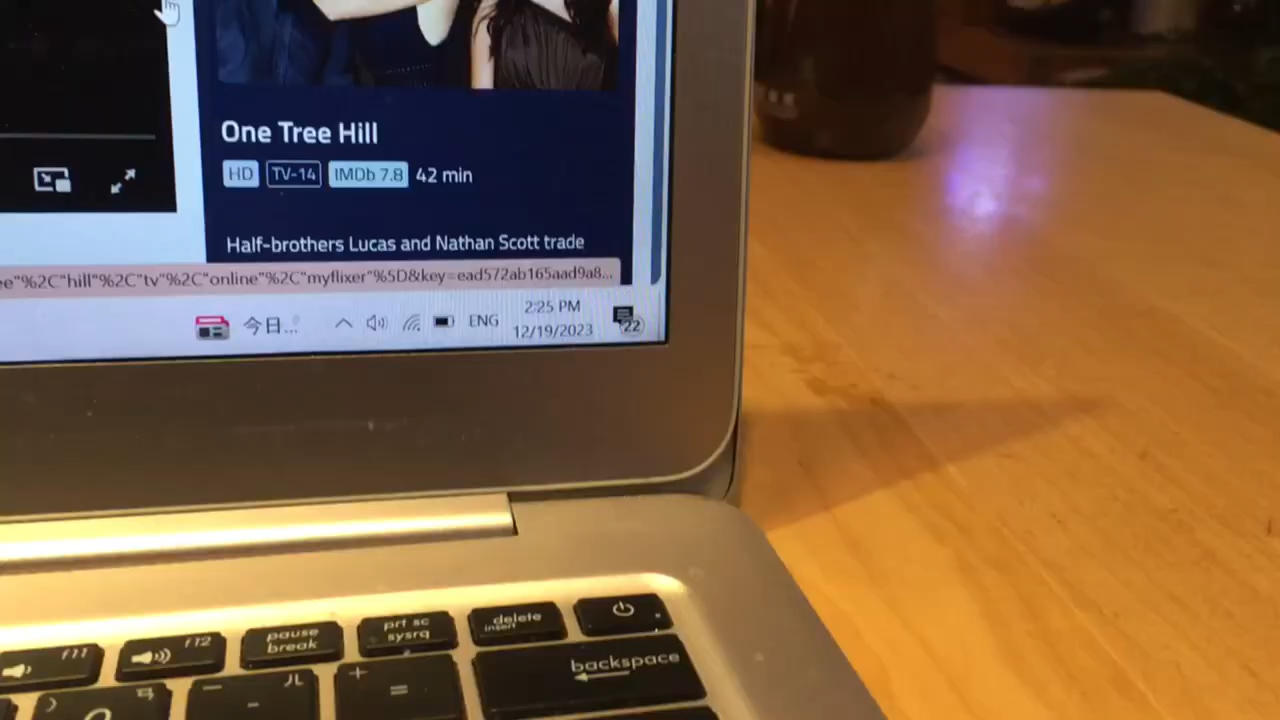 One Tree Hill
HD TV-14 IMDb 7.8 42 min
Half-brothers Lucas and Nathan Scott trade
e"%2C"hill"%2C"tv"%2C"online"%2C"myflixer"%5D&key=ead572ab165aad9a8...
今日... ENG 2:25 PM
12/19/2023 22
f11 f12 pause
break prt sc
sysrq delete
insert
backspace
- + =